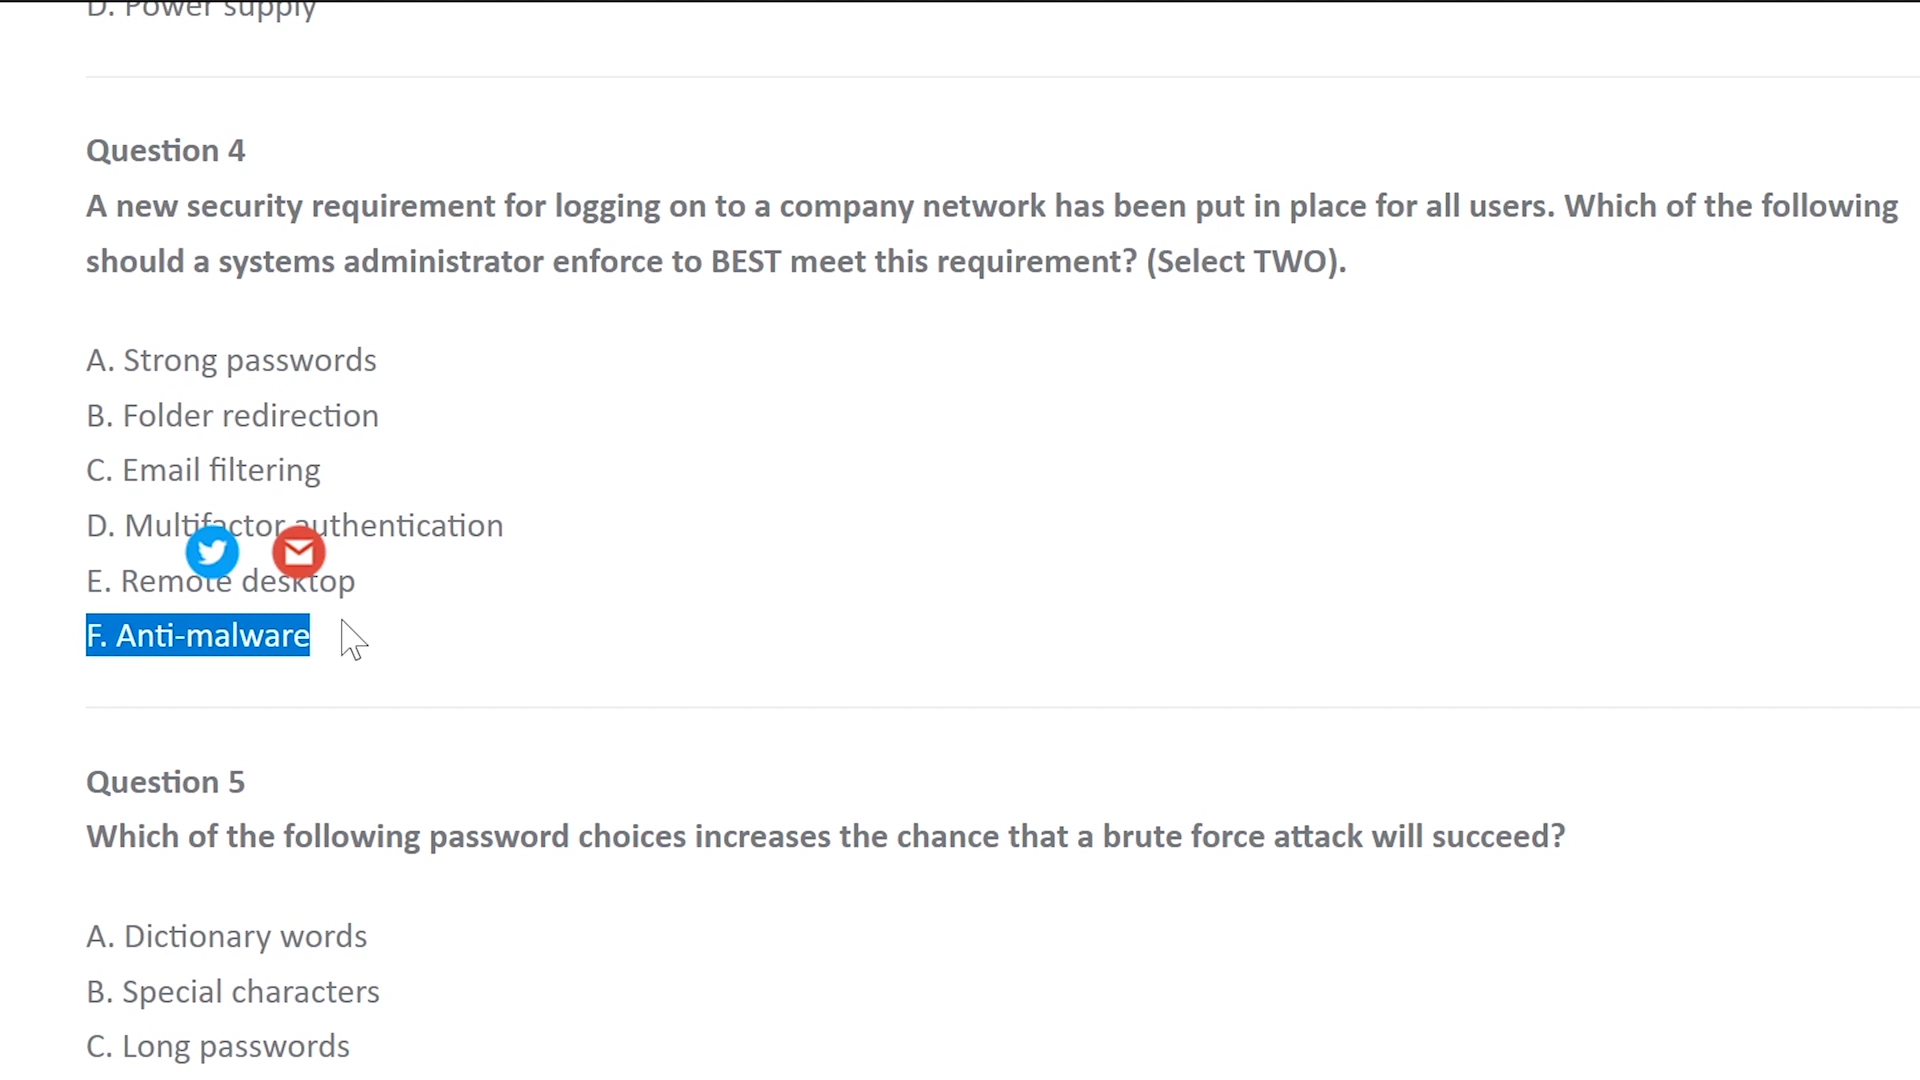 D. Power supply
Question 4
A new security requirement for logging on to a company network has been put in place for all users. Which of the following
should a systems administrator enforce to BEST meet this requirement? (Select TWO).
A. Strong passwords
B. Folder redirection
C. Email filtering
D. Multifactor authentication
E. Remote desktop
F. Anti-malware
Question 5
Which of the following password choices increases the chance that a brute force attack will succeed?
A. Dictionary words
B. Special characters
C. Long passwords